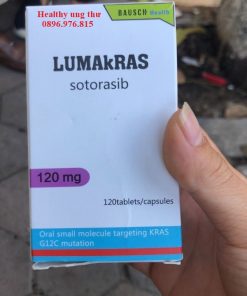 Healthy ung thư
0896.976.815
BAUSCH Health
LUMAkRAS
sotorasib
120 mg
120tablets/capsules
Oral small molecule targeting KRAS
G12C mutation